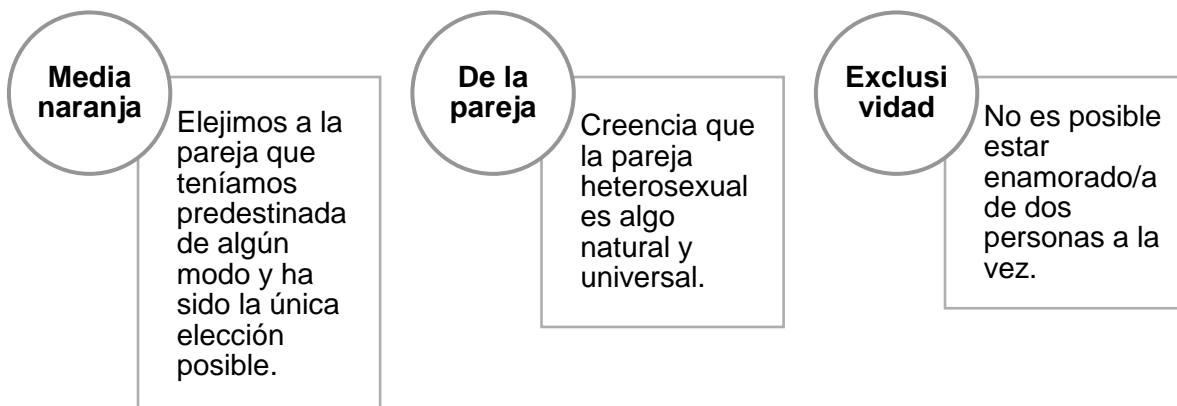 Media
naranja
Elejimos a la
pareja que
teníamos
predestinada
de algún
modo y ha
sido la única
elección
posible.
De la
pareja
Creencia que
la pareja
heterosexual
es algo
natural y
universal.
Exclusi
vidad
No es posible
estar
enamorado/a
de dos
personas a la
vez.